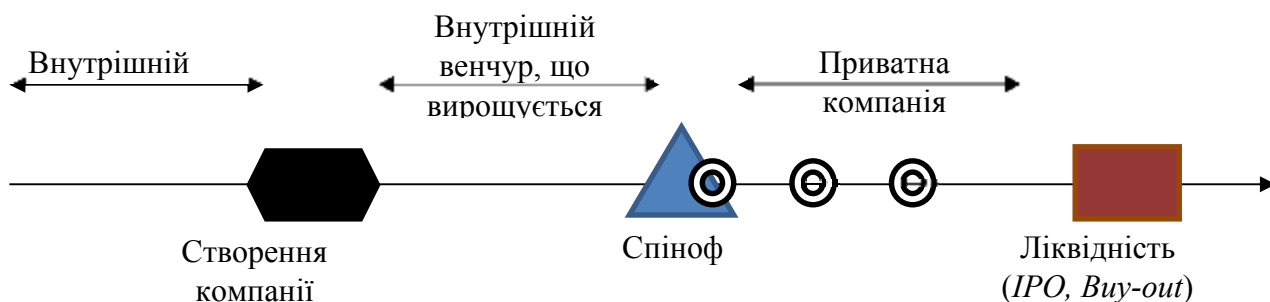 Внутрішній
Внутрішній
венчур, що
вирощується
Приватна
компанія
Створення
компанії
Спіноф
Ліквідність
(IPO, Buy-out)